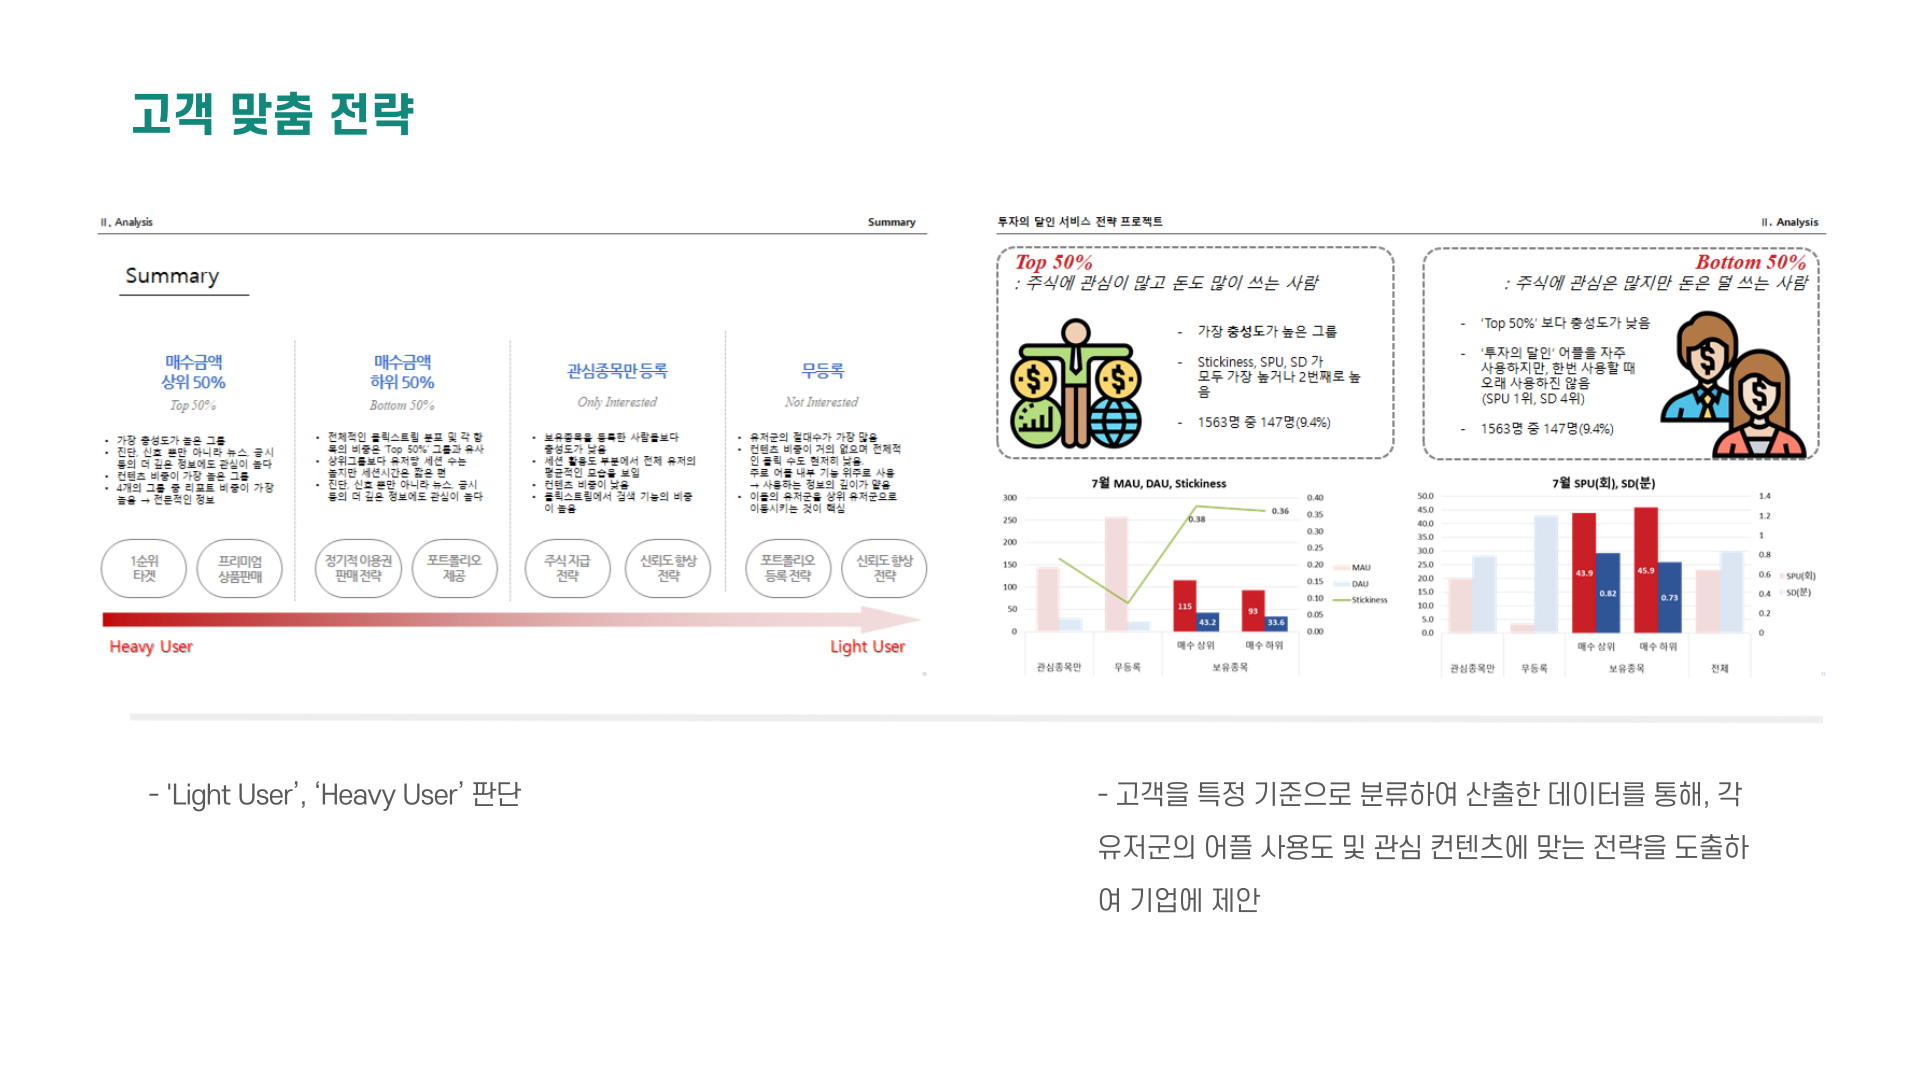 고객 맞춤 전략
II. Analysis
Summary
Summary
매수금액
상위 50%
Top 50%
• 가장 충성도가 높은 그룹
• 진단, 신호 뿐만 아니라 뉴스, 공시
등의 더 깊은 정보에도 관심이 높다
• 컨텐츠 비중이 가장 높은 그룹
• 4개의 그룹 중 리포트 비중이 가장
높음 → 전문적인 정보
1순위
타겟
프리미엄
상품판매
매수금액
하위 50%
Bottom 50%
• 전체적인 클릭스트림 분포 및 각 항
목의 비중은 'Top 50%' 그룹과 유사
• 상위그룹보다 유저당 세션 수는
높지만 세션시간은 짧은 편
• 진단, 신호 뿐만 아니라 뉴스, 공시
등의 더 깊은 정보에도 관심이 높다
정기적 이용권
판매 전략
포트폴리오
제공
관심종목만 등록
Only Interested
• 보유종목을 등록한 사람들보다
충성도가 낮음
• 세션 활용도 부분에서 전체 유저의
평균적인 모습을 보임
• 컨텐츠 비중이 낮음
• 클릭스트림에서 검색 기능의 비중
이 높음
주식 지급
전략
신뢰도 향상
전략
무등록
Not Interested
• 유저군의 절대수가 가장 많음
• 컨텐츠 비중이 거의 없으며 전체적
인 클릭 수도 현저히 낮음.
주로 어플 내부 기능 위주로 사용
→ 사용하는 정보의 깊이가 얕음
• 이들의 유저군을 상위 유저군으로
이동시키는 것이 핵심
포트폴리오
등록 전략
신뢰도 향상
전략
Heavy User
Light User
투자의 달인 서비스 전략 프로젝트
II. Analysis
Top 50%
: 주식에 관심이 많고 돈도 많이 쓰는 사람
- 가장 충성도가 높은 그룹
- Stickiness, SPU, SD 가
모두 가장 높거나 2번째로 높
음
- 1563명 중 147명(9.4%)
Bottom 50%
: 주식에 관심은 많지만 돈은 덜 쓰는 사람
- 'Top 50%' 보다 충성도가 낮음
- '투자의 달인' 어플을 자주
사용하지만, 한번 사용할 때
오래 사용하진 않음
(SPU 1위, SD 4위)
- 1563명 중 147명(9.4%)
7월 MAU, DAU, Stickiness
300
250
200
150
100
50
0
0.40
0.35
0.30
0.25
0.20
0.15
0.10
0.05
0.00
0.38
0.36
115
43.2
93
33.6
MAU
DAU
Stickiness
매수 상위
매수 하위
관심종목만
무등록
보유종목
7월 SPU(회), SD(분)
50.0
45.0
40.0
35.0
30.0
25.0
20.0
15.0
10.0
5.0
0.0
1.4
1.2
1
0.8
0.6
0.4
0.2
0
43.9
0.82
45.9
0.73
SPU(회)
SD(분)
매수 상위
매수 하위
관심종목만
무등록
보유종목
전체
- 'Light User’, ‘Heavy User’ 판단
- 고객을 특정 기준으로 분류하여 산출한 데이터를 통해, 각
유저군의 어플 사용도 및 관심 컨텐츠에 맞는 전략을 도출하
여 기업에 제안